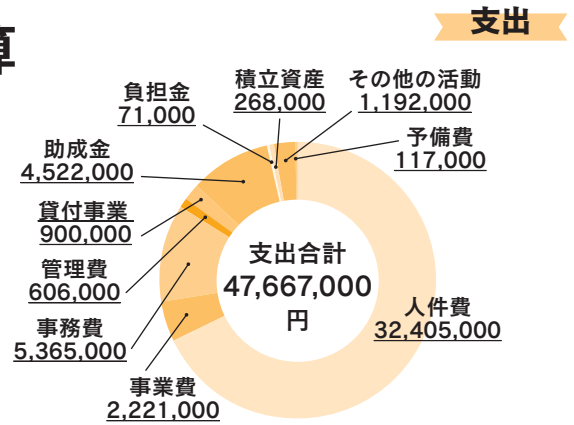 算
支出
負担金
71,000
積立資産
268,000
その他の活動
1,192,000
予備費
117,000
助成金
4,522,000
貸付事業
900,000
管理費
606,000
事務費
5,365,000
事業費
2,221,000
人件費
32,405,000
支出合計
47,667,000
円